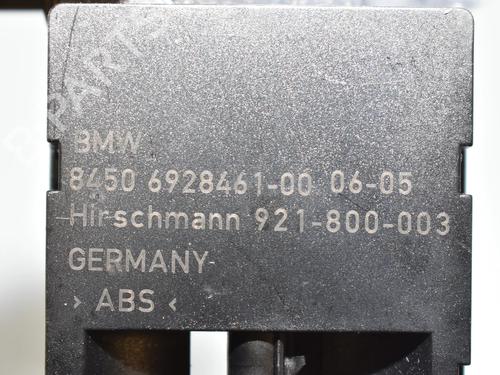 BMW
8450 6928461-00 06-05
Hirschmann 921-800-003
GERMANY
> ABS <